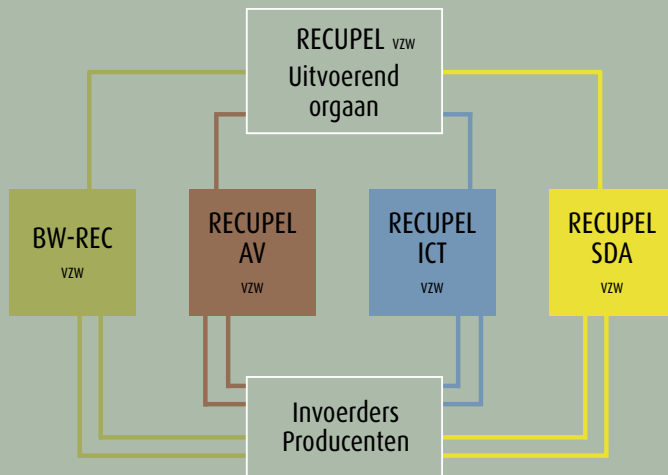 RECUPEL vzw
Uitvoerend
orgaan
BW-REC
vzw
RECUPEL
AV
vzw
RECUPEL
ICT
vzw
RECUPEL
SDA
vzw
Invoerders
Producenten